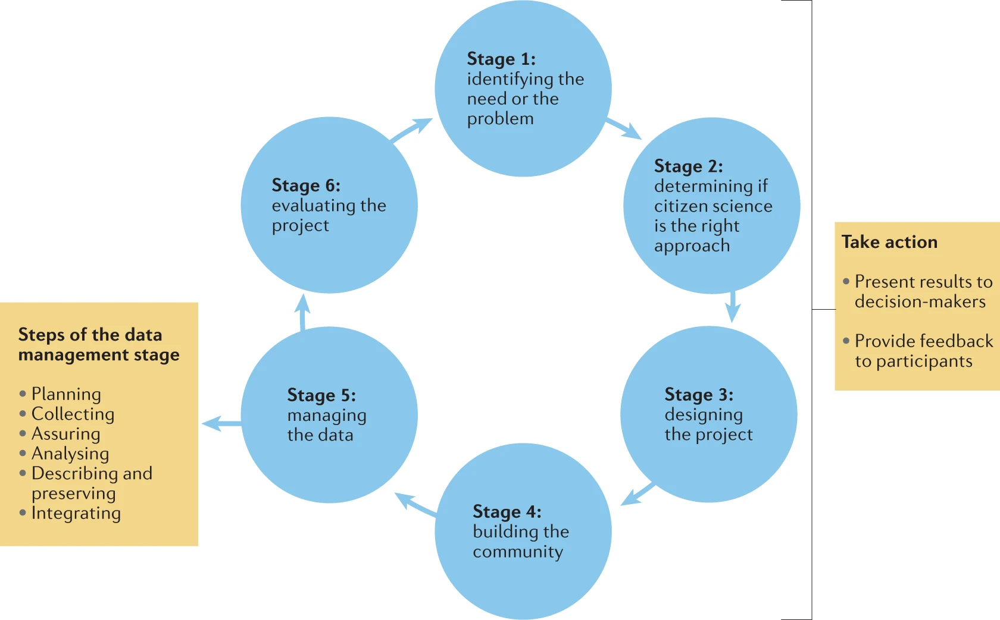 Stage 1:
identifying the
need or the
problem
Stage 2:
determining if
citizen science
is the right
approach
Stage 3:
designing
the project
Stage 4:
building the
community
Stage 5:
managing
the data
Stage 6:
evaluating the
project
Steps of the data
management stage
• Planning
• Collecting
• Assuring
• Analysing
• Describing and
preserving
• Integrating
Take action
• Present results to
decision-makers
• Provide feedback
to participants